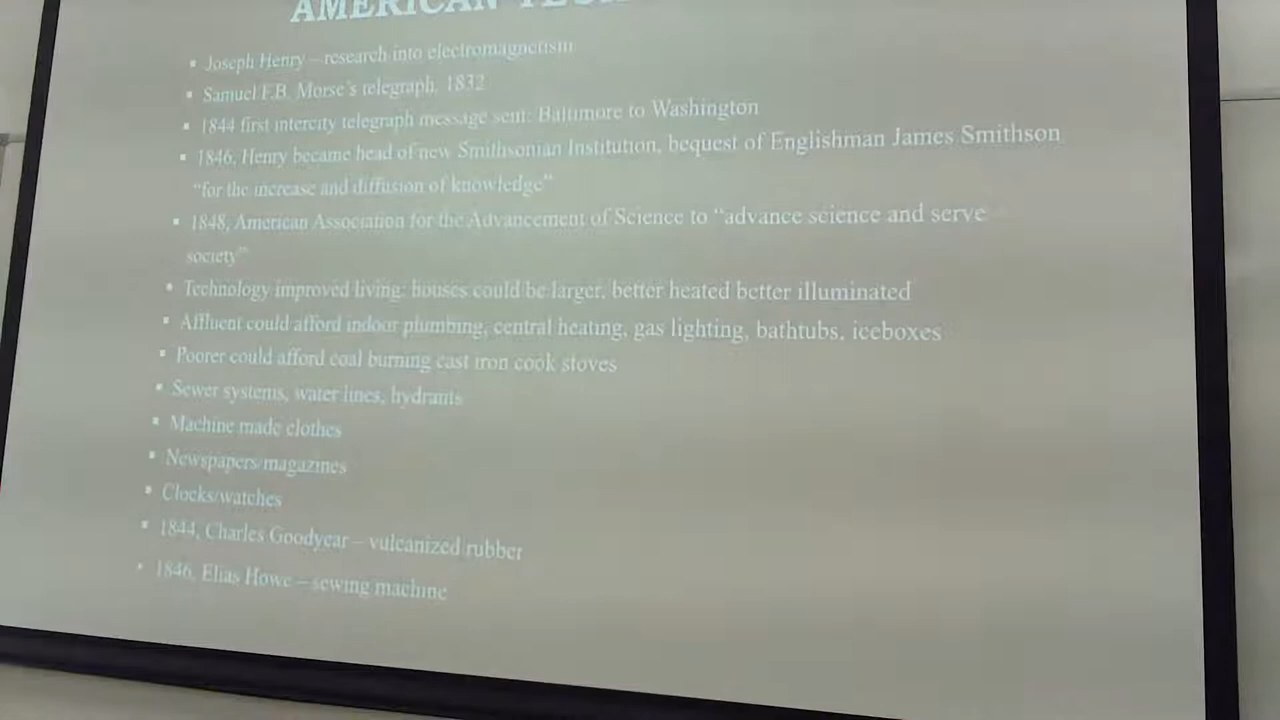 AMERICAN
▪ Joseph Henry – research into electromagnetism
▪ Samuel F.B. Morse's telegraph, 1832
▪ 1844 first intercity telegraph message sent: Baltimore to Washington
▪ 1846, Henry became head of new Smithsonian Institution, bequest of Englishman James Smithson
"for the increase and diffusion of knowledge"
▪ 1848, American Association for the Advancement of Science to "advance science and serve
society"
▪ Technology improved living: houses could be larger, better heated better illuminated
▪ Affluent could afford indoor plumbing, central heating, gas lighting, bathtubs, iceboxes
▪ Poorer could afford coal burning cast iron cook stoves
▪ Sewer systems, water lines, hydrants
▪ Machine made clothes
▪ Newspapers/magazines
▪ Clocks/watches
▪ 1844, Charles Goodyear – vulcanized rubber
▪ 1846, Elias Howe – sewing machine